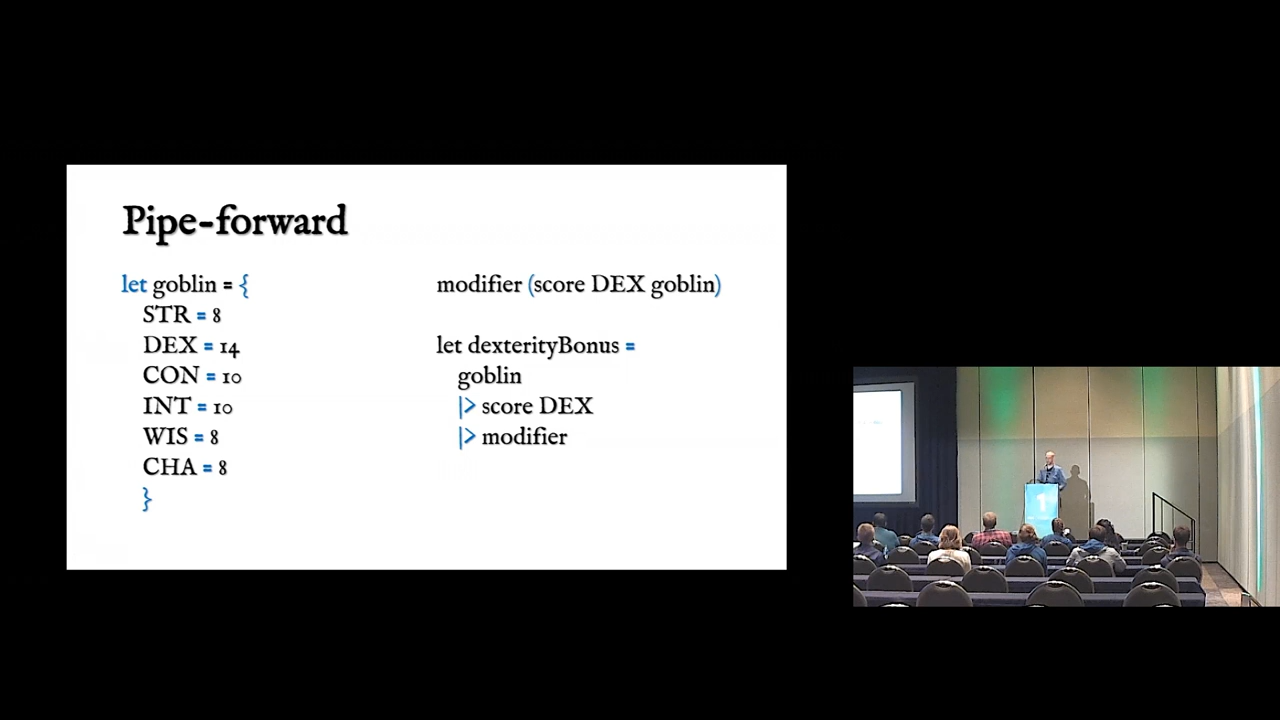 Pipe-forward
let goblin = {
STR = 8
DEX = 14
CON = 10
INT = 10
WIS = 8
CHA = 8
}
modifier (score DEX goblin)
let dexterityBonus =
goblin
|> score DEX
|> modifier
1